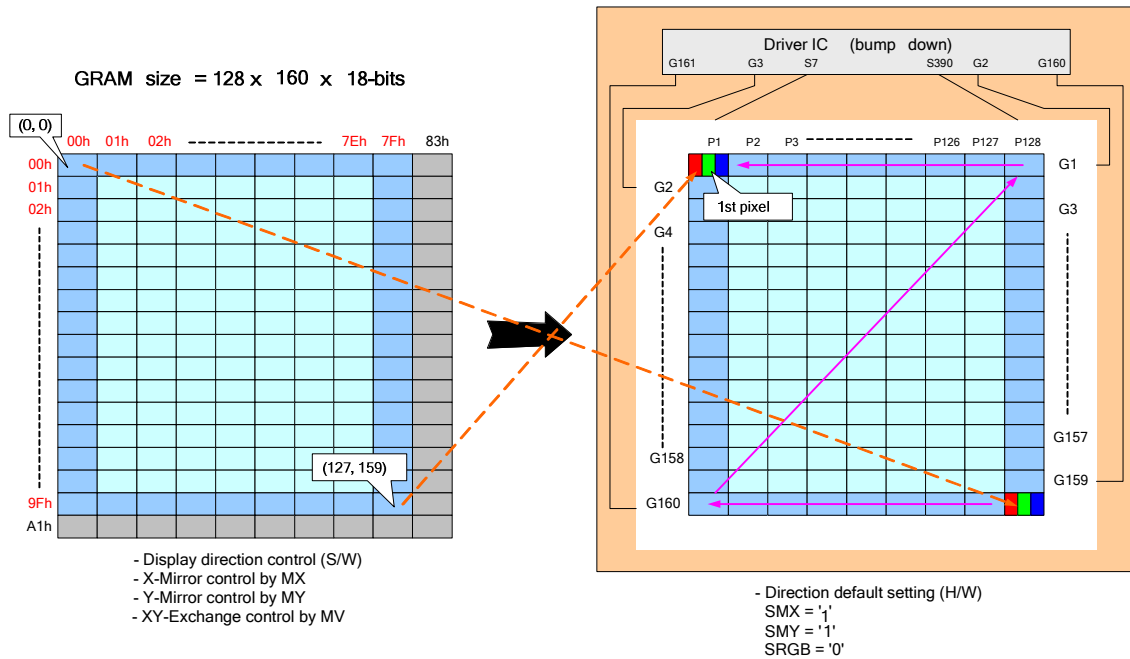 GRAM size = 128 x 160 x 18-bits
(0, 0)
00h 01h 02h 7Eh 7Fh 83h
00h
01h
02h
9Fh
A1h
(127, 159)
- Display direction control (S/W)
- X-Mirror control by MX
- Y-Mirror control by MY
- XY-Exchange control by MV
Driver IC (bump down)
G161 G3 S7 S390 G2 G160
P1 P2 P3 P126 P127 P128
G1
G2
1st pixel
G3
G4
G157
G158
G159
G160
- Direction default setting (H/W)
SMX = '1'
SMY = '1'
SRGB = '0'